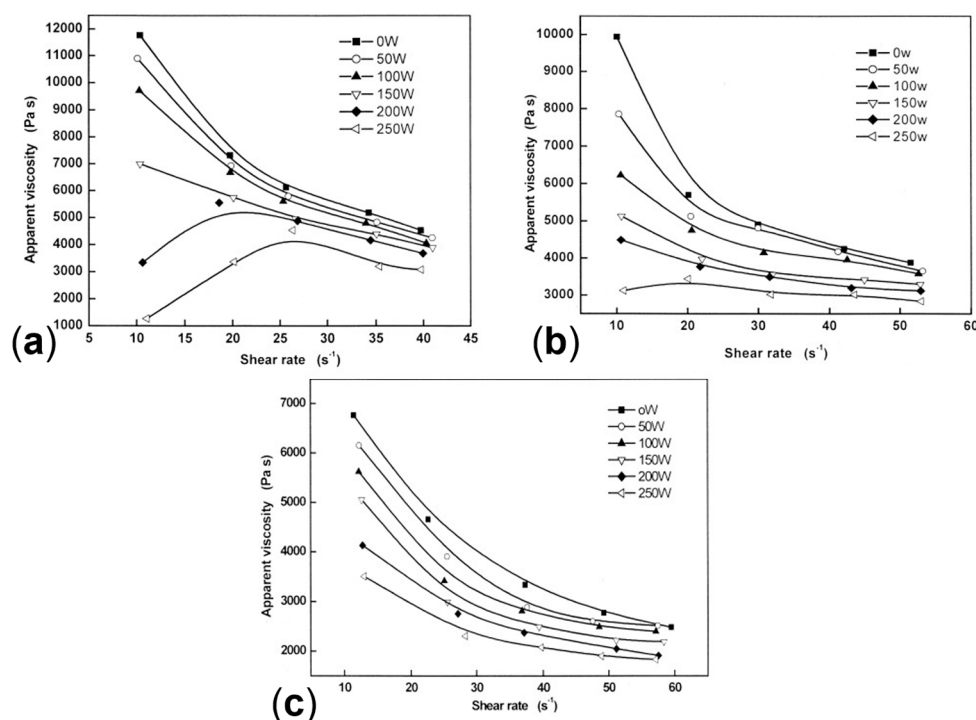 12000
11000
10000
9000
8000
7000
6000
5000
4000
3000
2000
1000
Apparent viscosity (Pa s)
0W
50W
100W
150W
200W
250W
5 10 15 20 25 30 35 40 45
Shear rate (s⁻¹)
(a)
10000
9000
8000
7000
6000
5000
4000
3000
Apparent viscosity (Pa s)
0w
50w
100w
150w
200w
250w
10 20 30 40 50 60
Shear rate (s⁻¹)
(b)
7000
6000
5000
4000
3000
2000
Apparent viscosity (Pa s)
oW
50W
100W
150W
200W
250W
10 20 30 40 50 60
Shear rate (s⁻¹)
(c)